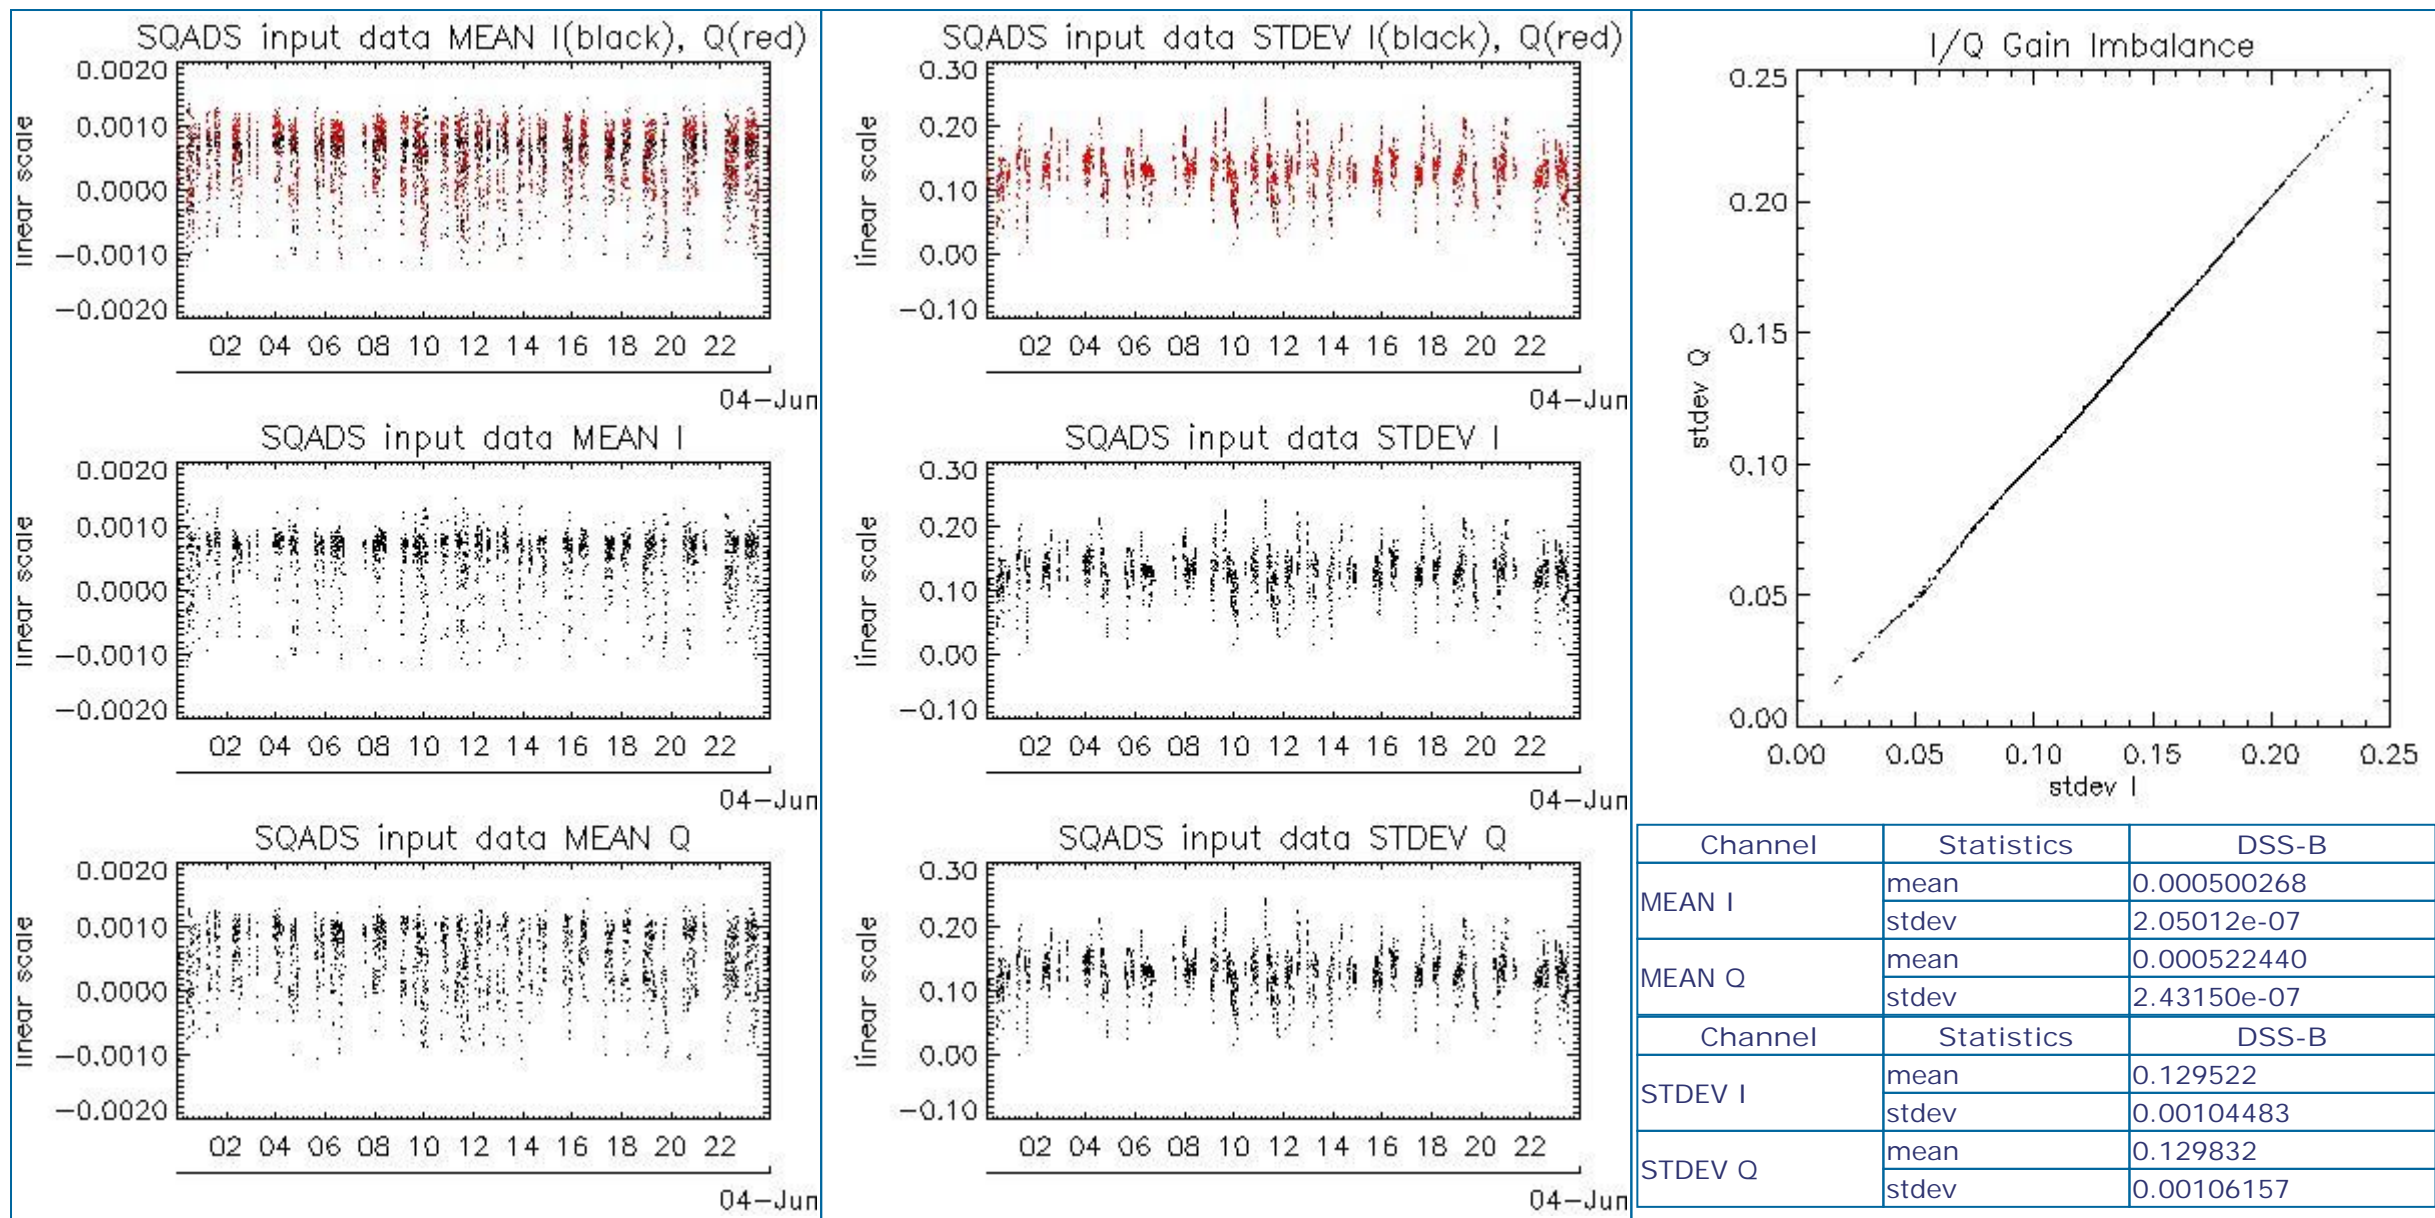 SQADS input data MEAN I(black), Q(red)
0.0020
0.0010
0.0000
−0.0010
−0.0020
linear scale
02 04 06 08 10 12 14 16 18 20 22
04−Jun
SQADS input data MEAN I
0.0020
0.0010
0.0000
−0.0010
−0.0020
linear scale
02 04 06 08 10 12 14 16 18 20 22
04−Jun
SQADS input data MEAN Q
0.0020
0.0010
0.0000
−0.0010
−0.0020
linear scale
02 04 06 08 10 12 14 16 18 20 22
04−Jun
SQADS input data STDEV I(black), Q(red)
0.30
0.20
0.10
0.00
−0.10
linear scale
02 04 06 08 10 12 14 16 18 20 22
04−Jun
SQADS input data STDEV I
0.30
0.20
0.10
0.00
−0.10
linear scale
02 04 06 08 10 12 14 16 18 20 22
04−Jun
SQADS input data STDEV Q
0.30
0.20
0.10
0.00
−0.10
linear scale
02 04 06 08 10 12 14 16 18 20 22
04−Jun
I/Q Gain Imbalance
0.25
0.20
0.15
0.10
0.05
0.00
stdev Q
0.00 0.05 0.10 0.15 0.20 0.25
stdev I
Channel Statistics DSS-B
MEAN I mean 0.000500268
stdev 2.05012e-07
MEAN Q mean 0.000522440
stdev 2.43150e-07
Channel Statistics DSS-B
STDEV I mean 0.129522
stdev 0.00104483
STDEV Q mean 0.129832
stdev 0.00106157